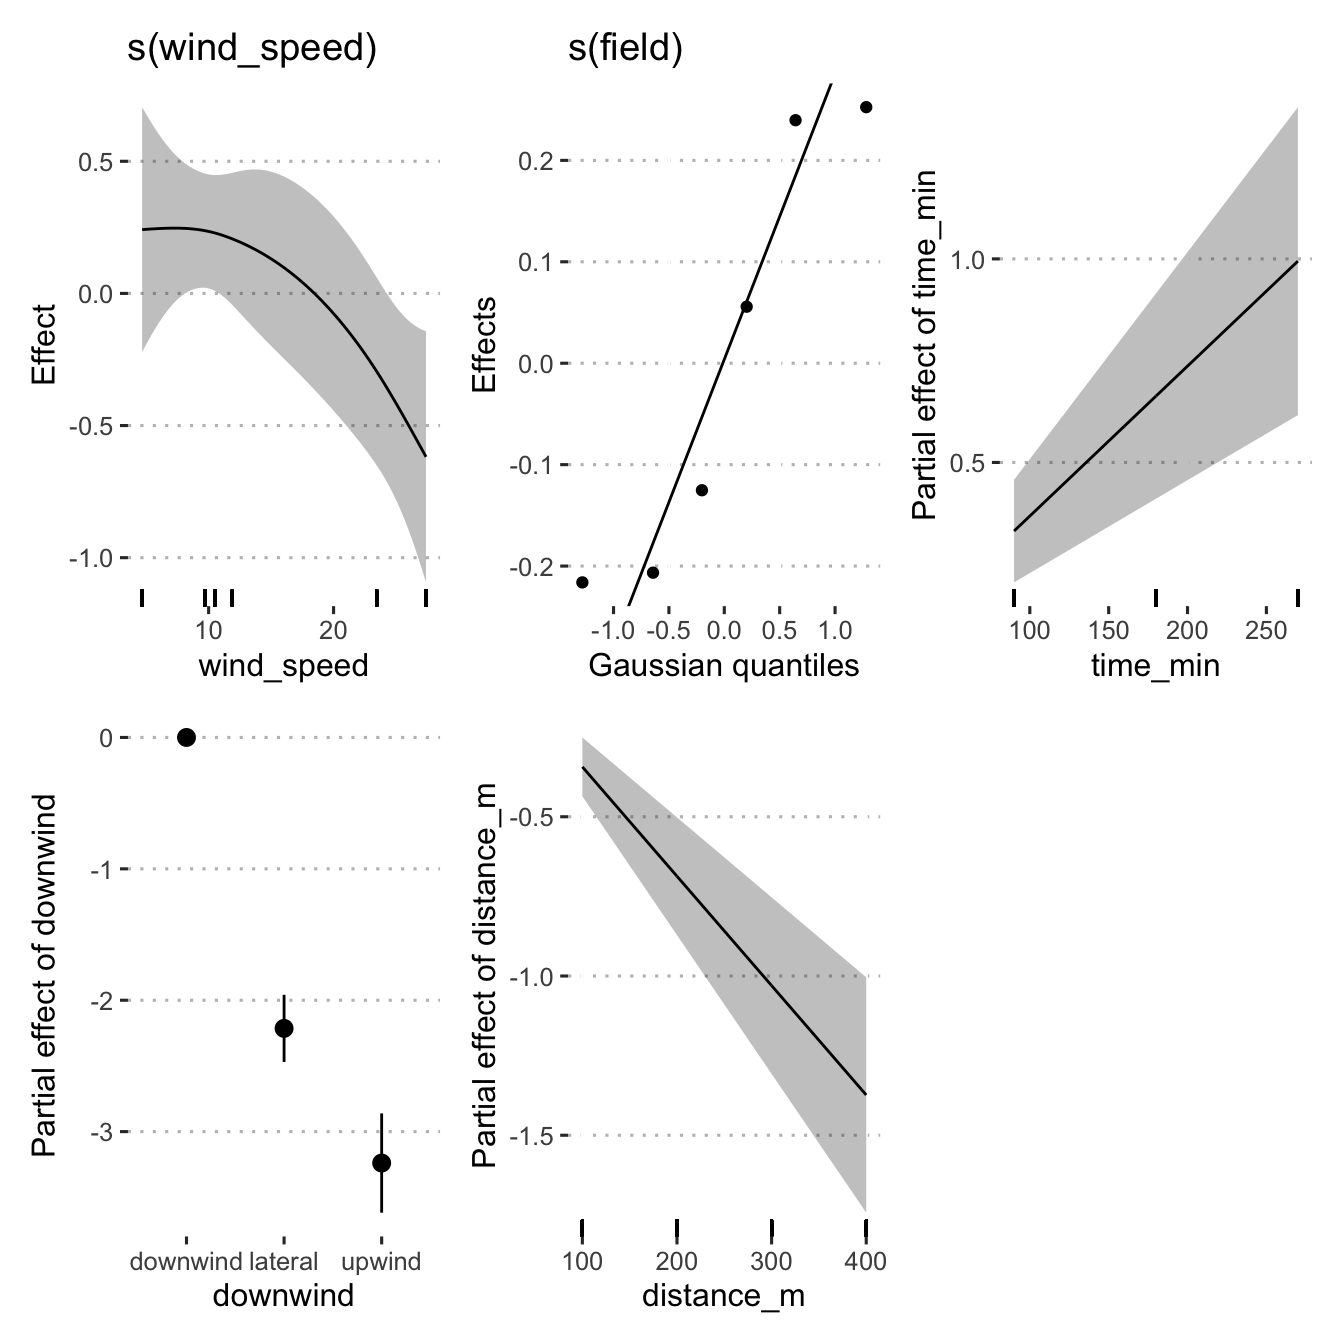 s(wind_speed)
Effect
0.5
0.0
-0.5
-1.0
10 20
wind_speed
s(field)
Effects
0.2
0.1
0.0
-0.1
-0.2
-1.0 -0.5 0.0 0.5 1.0
Gaussian quantiles
Partial effect of time_min
1.0
0.5
100 150 200 250
time_min
Partial effect of downwind
0
-1
-2
-3
downwind lateral upwind
downwind
Partial effect of distance_m
-0.5
-1.0
-1.5
100 200 300 400
distance_m